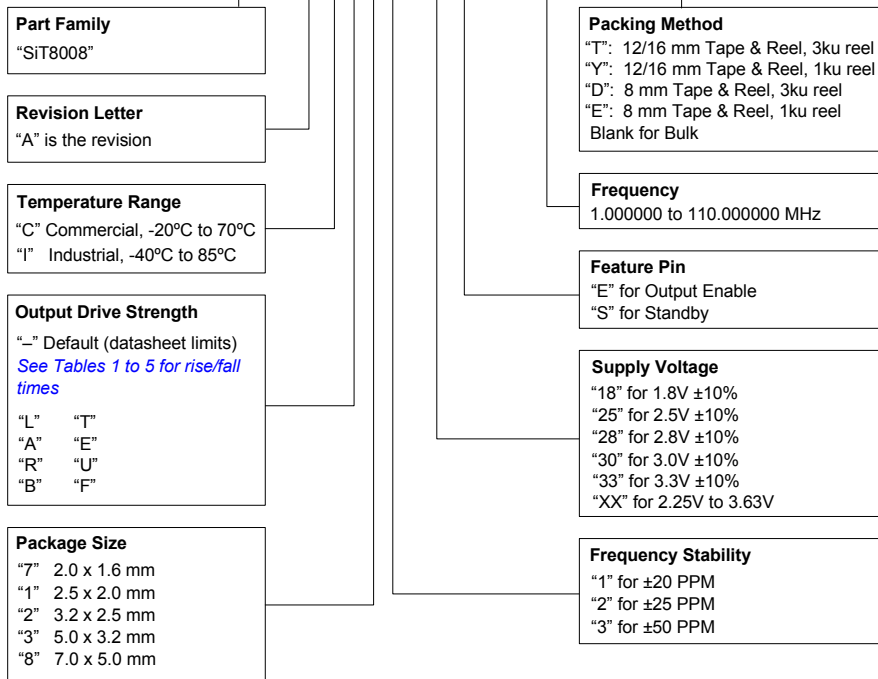 Part Family
“SiT8008”
Revision Letter
“A” is the revision
Temperature Range
“C” Commercial, -20ºC to 70ºC
“I” Industrial, -40ºC to 85ºC
Output Drive Strength
“–” Default (datasheet limits)
See Tables 1 to 5 for rise/fall
times
“L” “T”
“A” “E”
“R” “U”
“B” “F”
Package Size
“7” 2.0 x 1.6 mm
“1” 2.5 x 2.0 mm
“2” 3.2 x 2.5 mm
“3” 5.0 x 3.2 mm
“8” 7.0 x 5.0 mm
Packing Method
“T”: 12/16 mm Tape & Reel, 3ku reel
“Y”: 12/16 mm Tape & Reel, 1ku reel
“D”: 8 mm Tape & Reel, 3ku reel
“E”: 8 mm Tape & Reel, 1ku reel
Blank for Bulk
Frequency
1.000000 to 110.000000 MHz
Feature Pin
“E” for Output Enable
“S” for Standby
Supply Voltage
“18” for 1.8V ±10%
“25” for 2.5V ±10%
“28” for 2.8V ±10%
“30” for 3.0V ±10%
“33” for 3.3V ±10%
“XX” for 2.25V to 3.63V
Frequency Stability
“1” for ±20 PPM
“2” for ±25 PPM
“3” for ±50 PPM